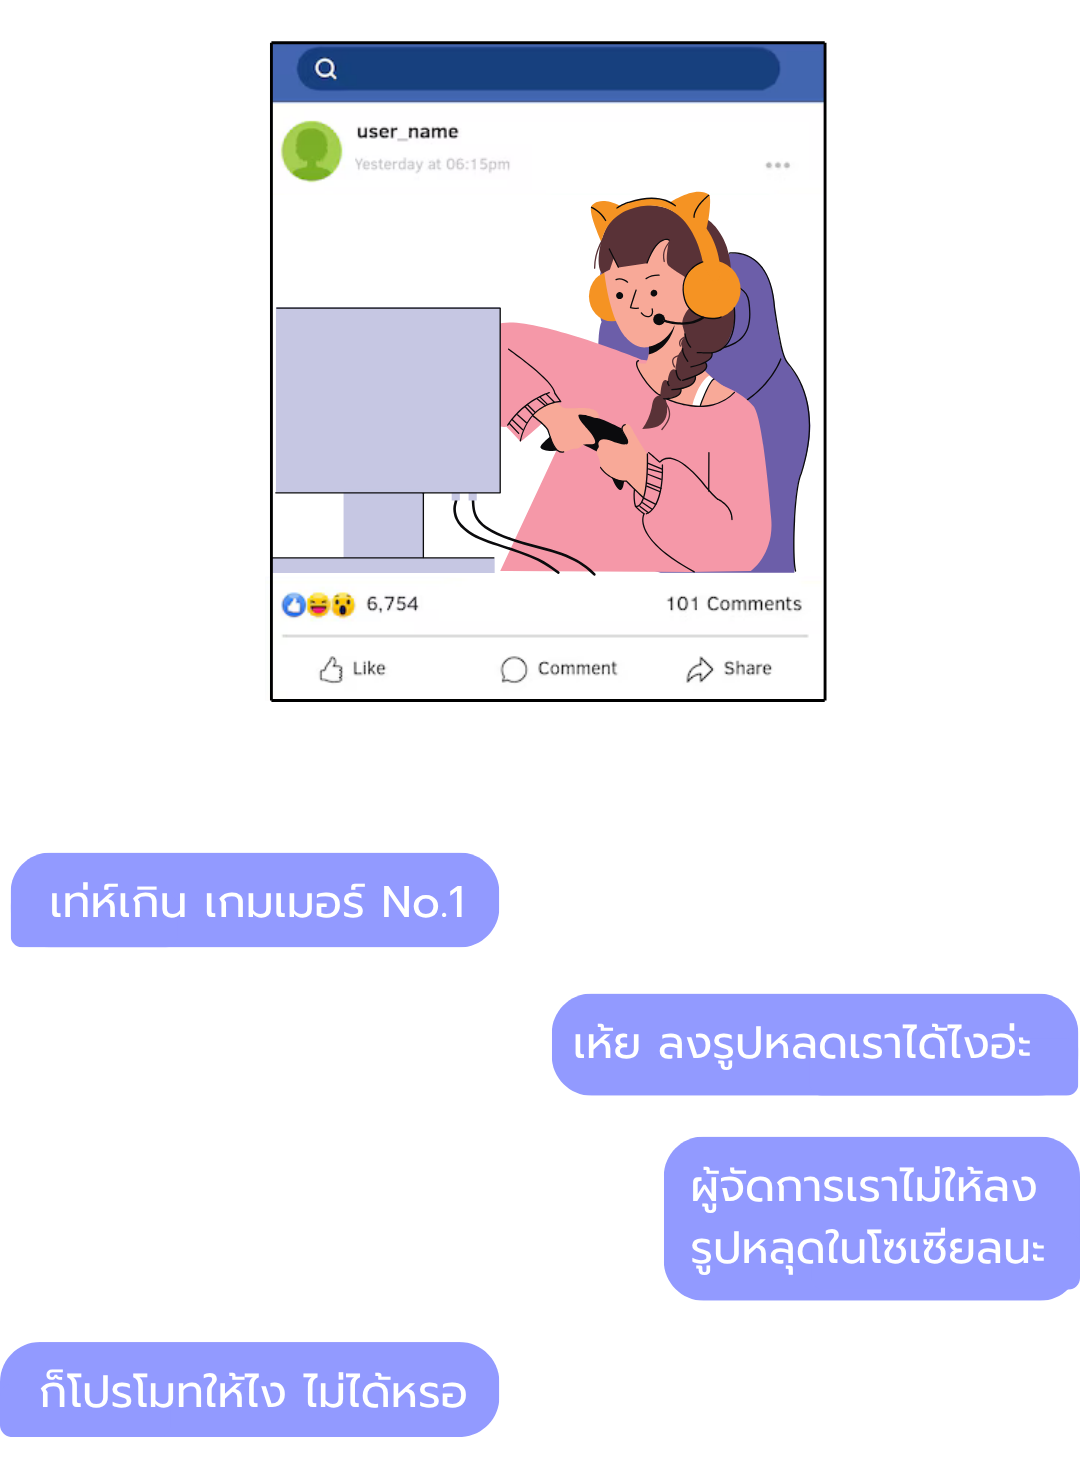 user_name
Yesterday at 06:15pm
6,754
101 Comments
Like
Comment
Share
เท่ห์เกิน เกมเมอร์ No.1
เห้ย ลงรูปหลดเราได้ไงอ่ะ
ผู้จัดการเราไม่ให้ลง
รูปหลุดในโซเซียลนะ
ก็โปรโมทให้ไง ไม่ได้หรอ